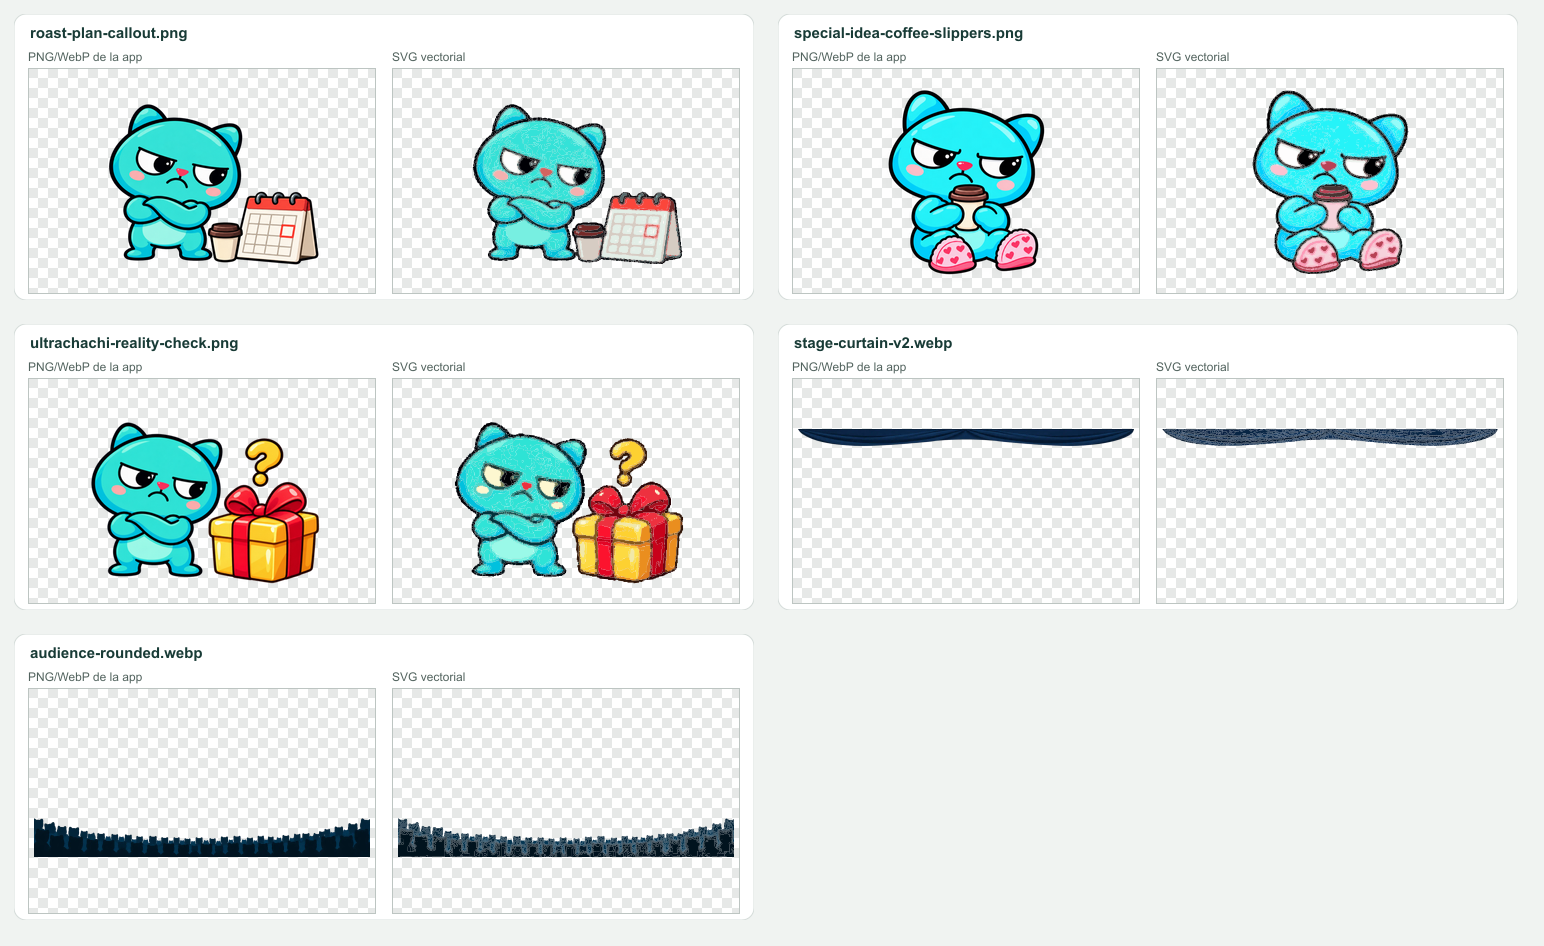 roast-plan-callout.png
PNG/WebP de la app
SVG vectorial
special-idea-coffee-slippers.png
PNG/WebP de la app
SVG vectorial
ultrachachi-reality-check.png
PNG/WebP de la app
SVG vectorial
?
?
stage-curtain-v2.webp
PNG/WebP de la app
SVG vectorial
audience-rounded.webp
PNG/WebP de la app
SVG vectorial